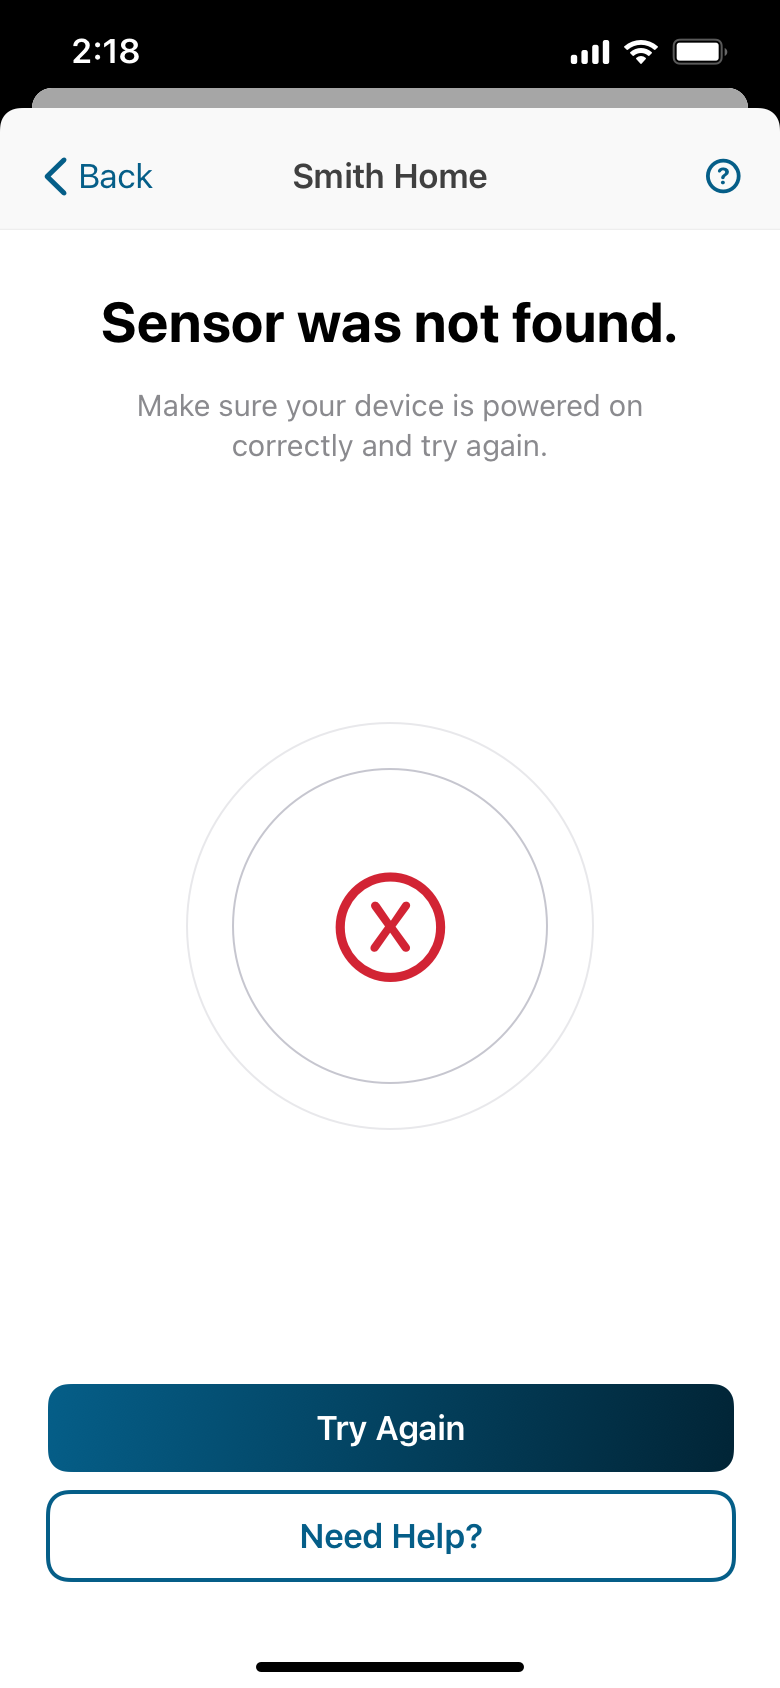 2:18
Back
Smith Home
?
Sensor was not found.
Make sure your device is powered on
correctly and try again.
Try Again
Need Help?